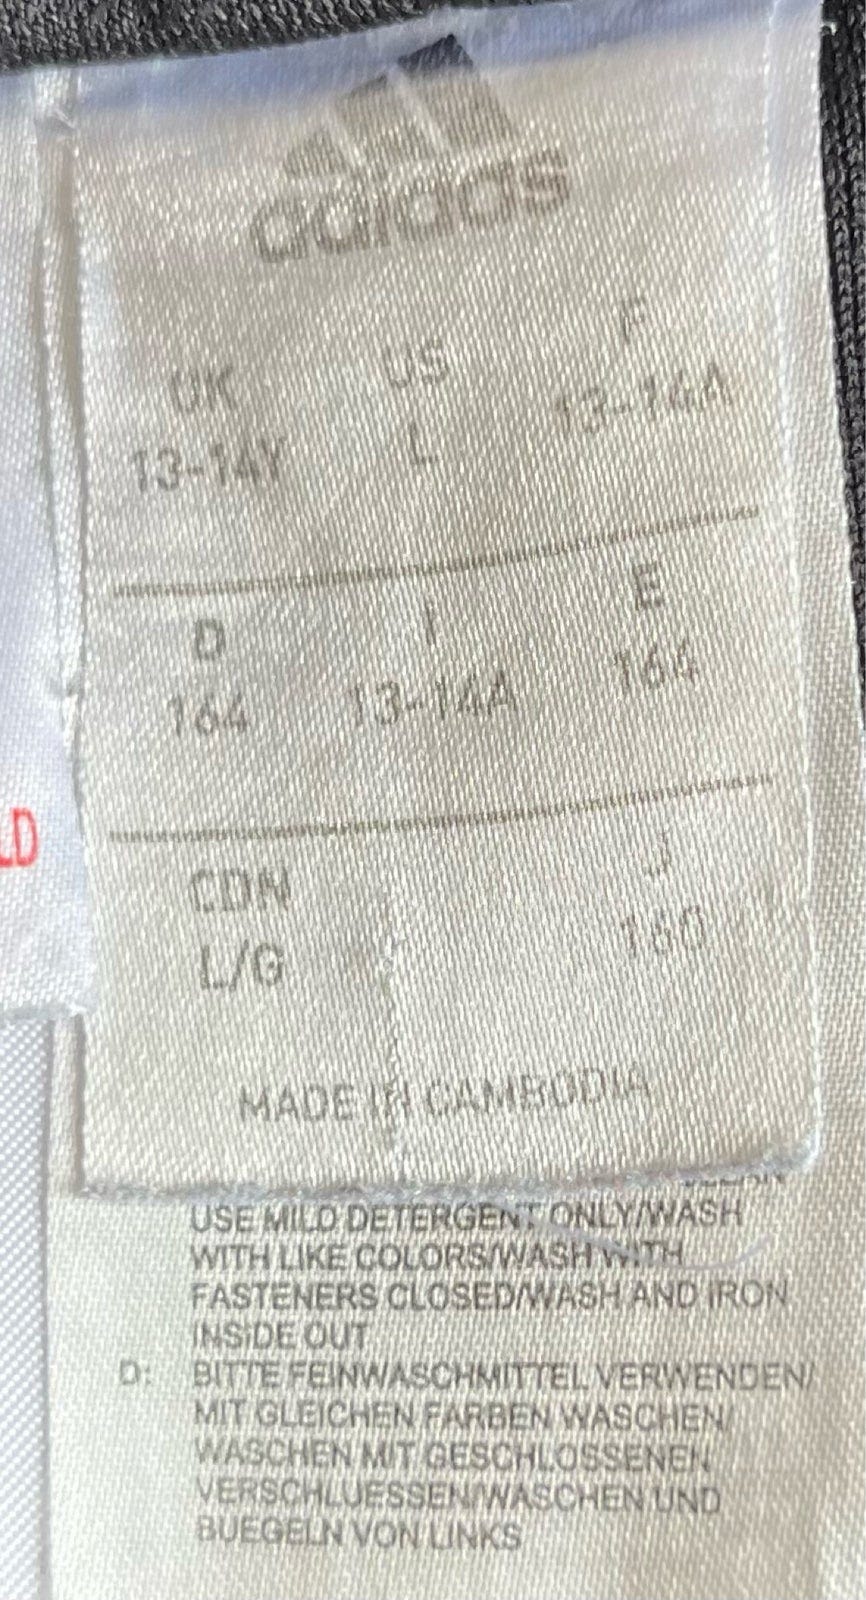 adidas
UK US F
13-14Y L 13-14A
D I E
164 13-14A 164
CDN J
L/G 160
MADE IN CAMBODIA
LD
USE MILD DETERGENT ONLY/WASH
WITH LIKE COLORS/WASH WITH
FASTENERS CLOSED/WASH AND IRON
INSIDE OUT
D: BITTE FEINWASCHMITTEL VERWENDEN/
MIT GLEICHEN FARBEN WASCHEN/
WASCHEN MIT GESCHLOSSENEN
VERSCHLUESSEN/WASCHEN UND
BUEGELN VON LINKS